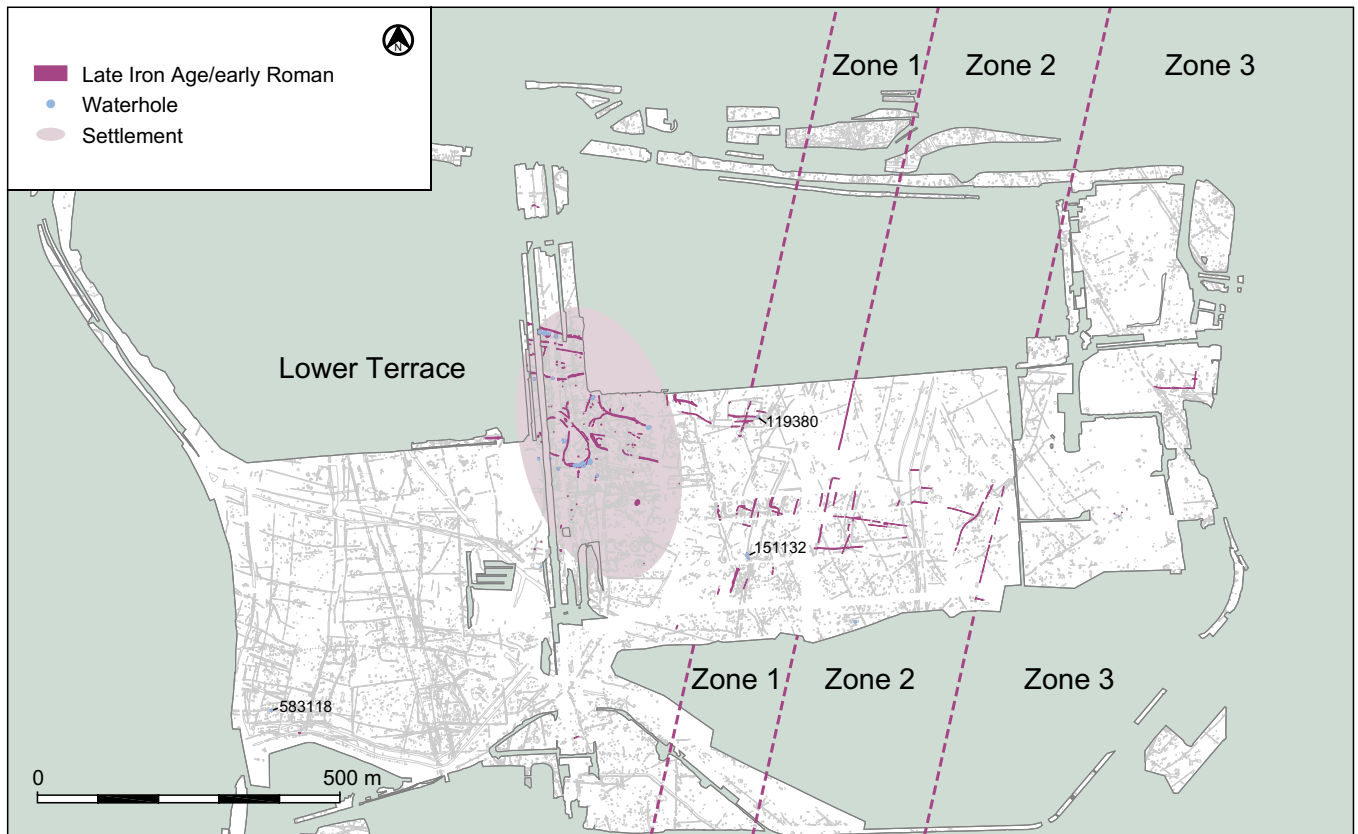 N
Late Iron Age/early Roman
Waterhole
Settlement
Zone 1
Zone 2
Zone 3
Lower Terrace
119380
151132
583118
Zone 1
Zone 2
Zone 3
0
500 m